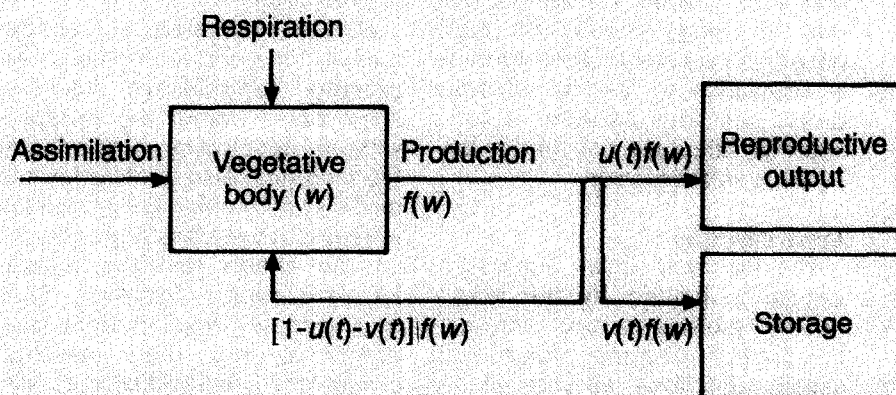 Respiration
Assimilation
Vegetative
body (w)
Production
f(w)
u(t)f(w)
Reproductive
output
[1-u(t)-v(t)]f(w)
v(t)f(w)
Storage